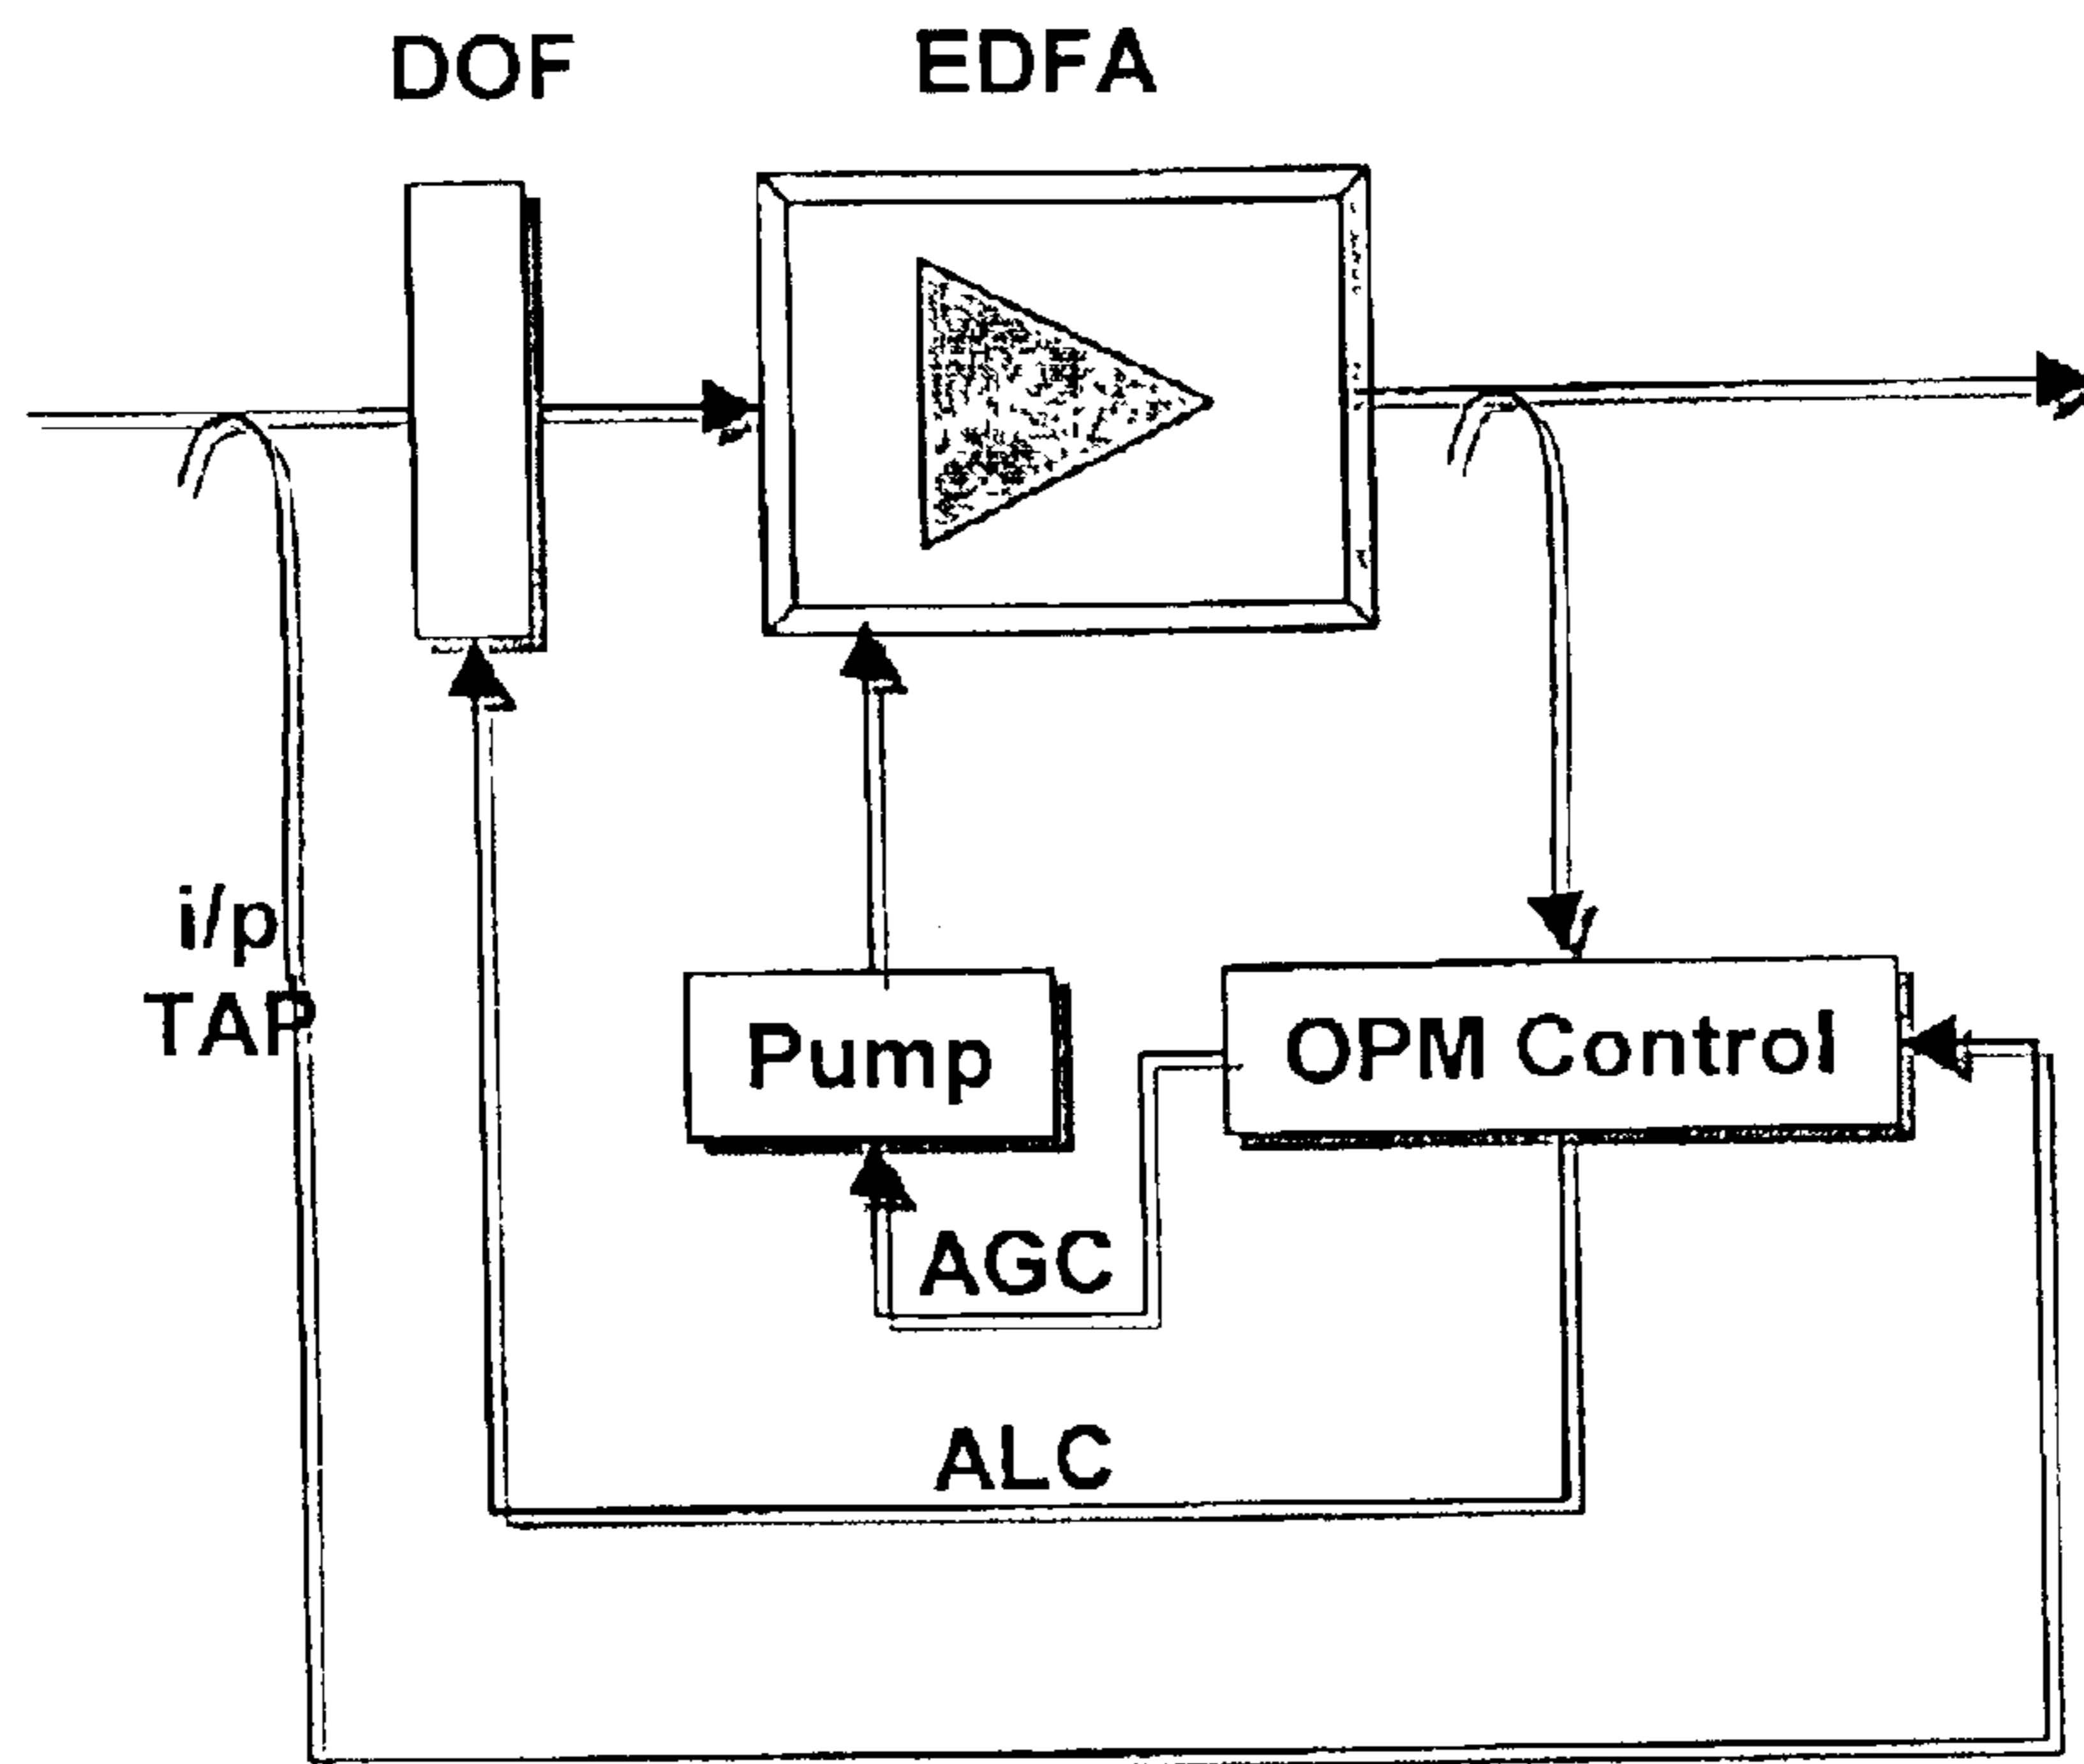 DOF
EDFA
i/p
TAP
Pump
OPM Control
AGC
ALC